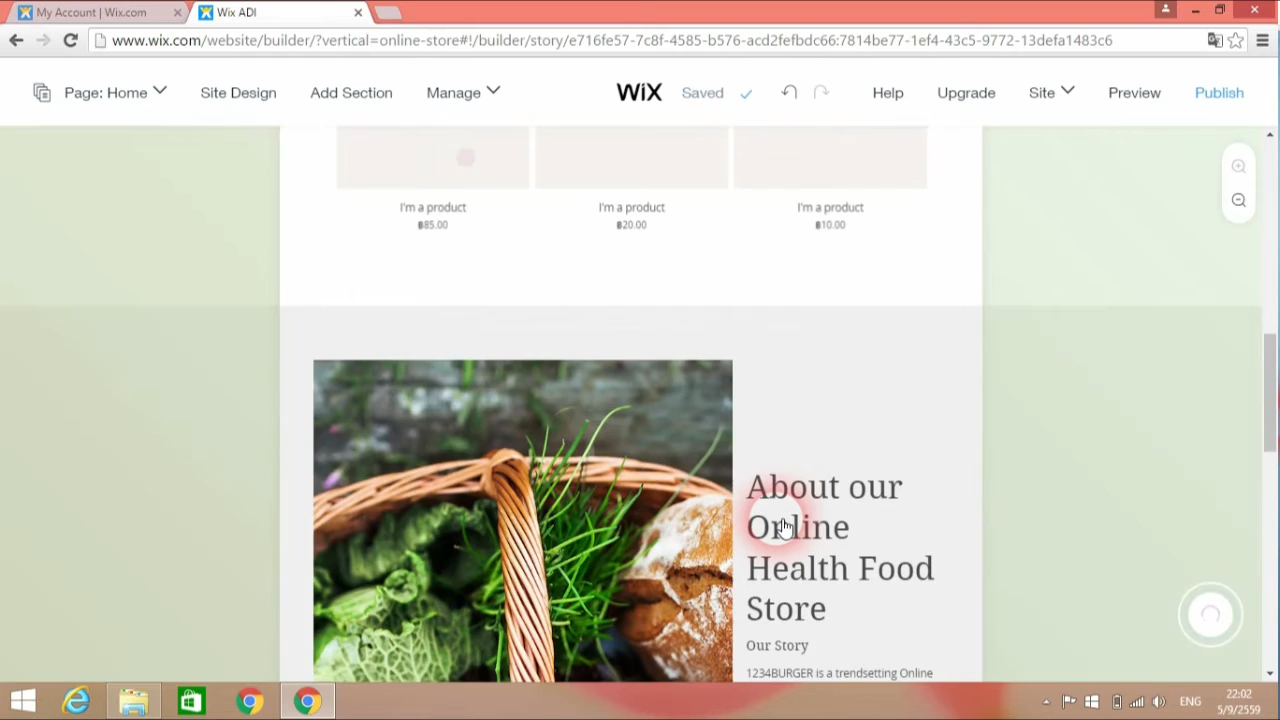 My Account | Wix.com
Wix ADI
www.wix.com/website/builder/?vertical=online-store#!/builder/story/e716fe57-7c8f-4585-b576-acd2fefbdc66:7814be77-1ef4-43c5-9772-13defa1483c6
Page: Home Site Design Add Section Manage WiX Saved Help Upgrade Site Preview Publish
I'm a product I'm a product I'm a product
฿85.00 ฿20.00 ฿10.00
About our
Online
Health Food
Store
Our Story
1234BURGER is a trendsetting Online
ENG
22:02
5/9/2559